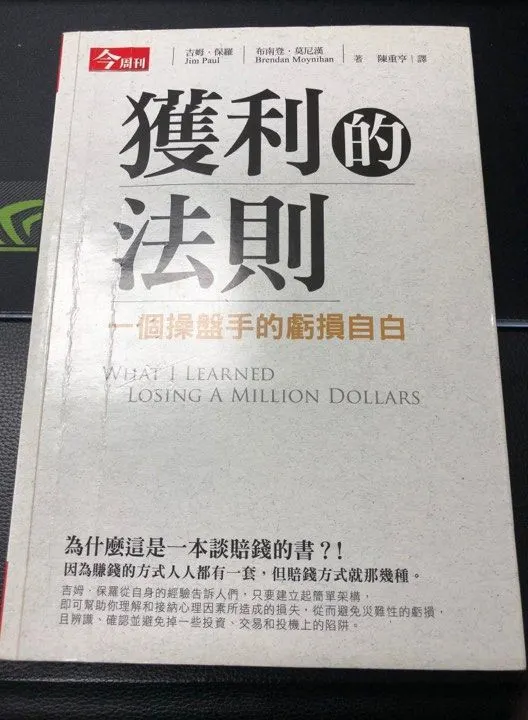 今周刊
吉姆．保羅 布南登．莫尼漢
Jim Paul Brendan Moynihan 著 陳重亨 譯
獲利的
法則
一個操盤手的虧損自白
WHAT I LEARNED
LOSING A MILLION DOLLARS
為什麼這是一本談賠錢的書？！
因為賺錢的方式人人都有一套，但賠錢方式就那幾種。
吉姆．保羅從自身的經驗告訴人們，只要建立起簡單架構，
即可幫助你理解和接納心理因素所造成的損失，從而避免災難性的虧損，
且辨識、確認並避免掉一些投資、交易和投機上的陷阱。